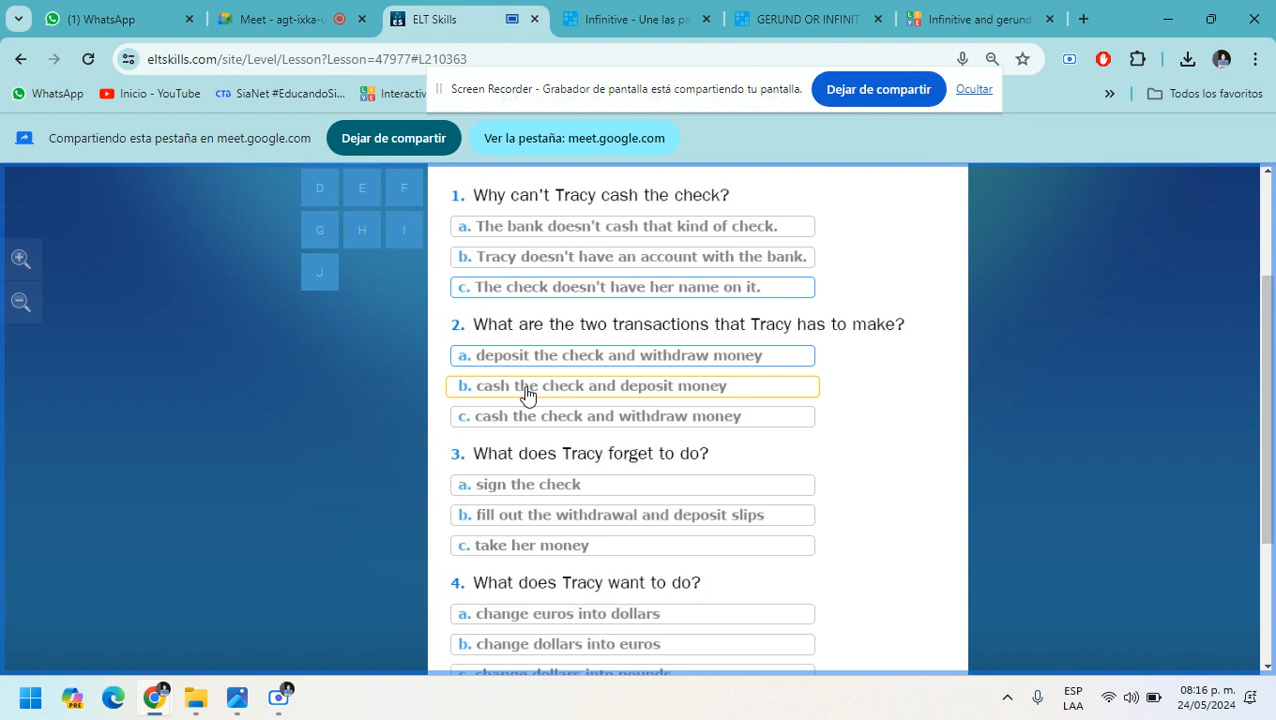 (1) WhatsApp
Meet - agt-ixka-u
ELT Skills
Infinitive - Une las pa
GERUND OR INFINIT
Infinitive and gerund
eltskills.com/site/Level/Lesson?Lesson=47977#L210363
WhatsApp
Inicio - YouTube
CTA SiaNet #EducandoSi...
LIVE Interactiv
Screen Recorder - Grabador de pantalla está compartiendo tu pantalla.
Dejar de compartir
Ocultar
»
Todos los favoritos
Compartiendo esta pestaña en meet.google.com
Dejar de compartir
Ver la pestaña: meet.google.com
D E F
G H I
J
1. Why can't Tracy cash the check?
a. The bank doesn't cash that kind of check.
b. Tracy doesn't have an account with the bank.
c. The check doesn't have her name on it.
2. What are the two transactions that Tracy has to make?
a. deposit the check and withdraw money
b. cash the check and deposit money
c. cash the check and withdraw money
3. What does Tracy forget to do?
a. sign the check
b. fill out the withdrawal and deposit slips
c. take her money
4. What does Tracy want to do?
a. change euros into dollars
b. change dollars into euros
c. change dollars into pounds
PRE
ESP
LAA
08:16 p. m.
24/05/2024